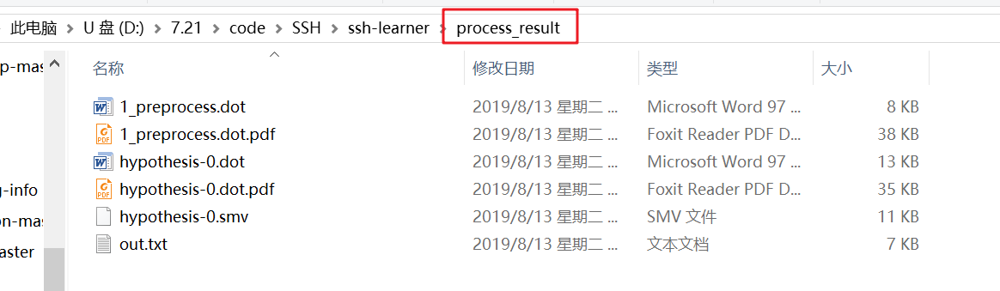 此电脑 › U 盘 (D:) › 7.21 › code › SSH › ssh-learner › process_result
名称 修改日期 类型 大小
p-mas
1_preprocess.dot 2019/8/13 星期二 ... Microsoft Word 97 ... 8 KB
1_preprocess.dot.pdf 2019/8/13 星期二 ... Foxit Reader PDF D... 38 KB
hypothesis-0.dot 2019/8/13 星期二 ... Microsoft Word 97 ... 13 KB
g-info
hypothesis-0.dot.pdf 2019/8/13 星期二 ... Foxit Reader PDF D... 35 KB
on-mas
hypothesis-0.smv 2019/8/13 星期二 ... SMV 文件 11 KB
aster
out.txt 2019/8/13 星期二 ... 文本文档 7 KB